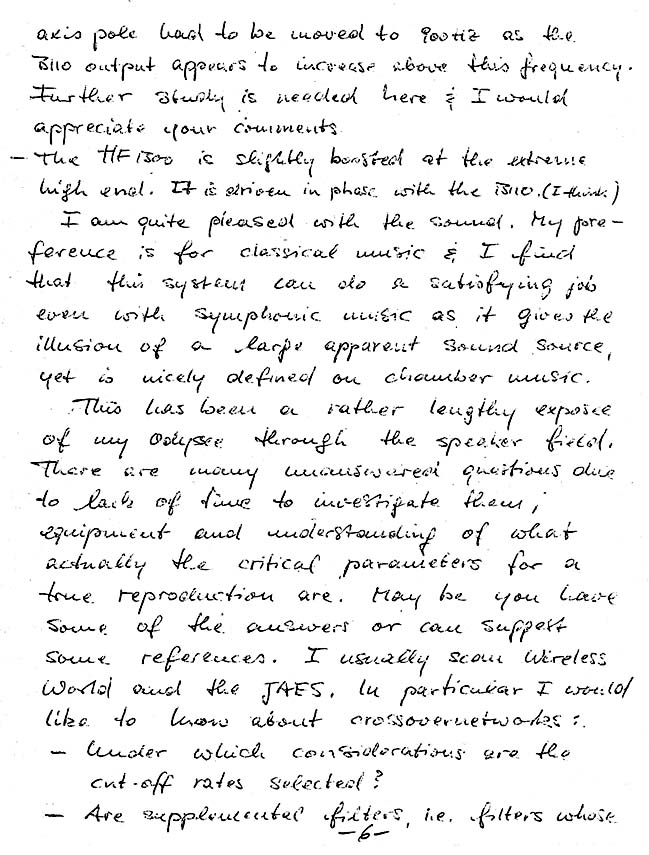 axis pole had to be moved to 900Hz as the
B110 output appears to increase above this frequency.
Further study is needed here & I would
appreciate your comments
- The HF1300 is slightly boosted at the extreme
high end. It is driven in phase with the B110. (I think)
I am quite pleased with the sound. My pre-
ference is for classical music & I find
that this system can do a satisfying job
even with symphonic music as it gives the
illusion of a large apparent sound source,
yet is nicely defined on chamber music.
This has been a rather lengthy exposee
of my Odysee through the speaker field.
There are many unanswared questions due
to lack of time to investigate them,
equipment and understanding of what
actually the critical parameters for a
true reproduction are. May be you have
some of the answers or can suggest
some references. I usually scan Wireless
World and the JAES. In particular I would
like to know about crossovernetworks:
- Under which considerations are the
cut-off rates selected?
- Are supplemental filters, i.e. filters whose
-6-